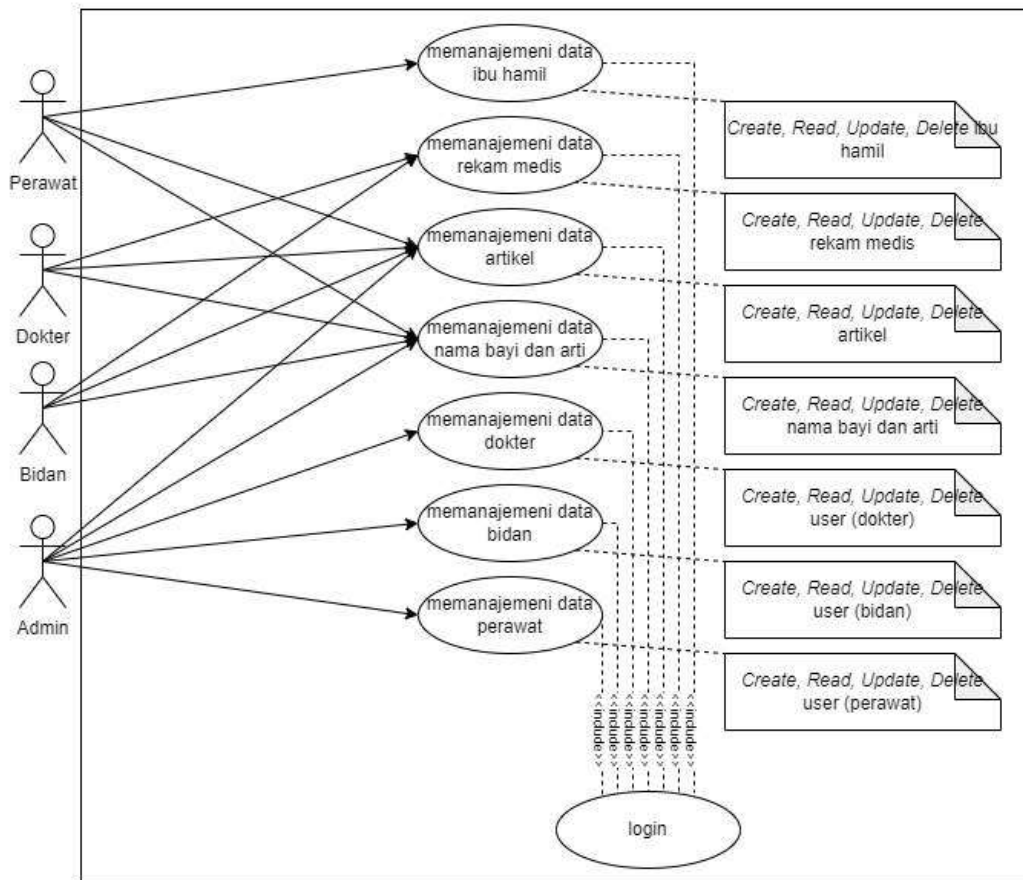 Perawat
Dokter
Bidan
Admin
memanajemeni data
ibu hamil
memanajemeni data
rekam medis
memanajemeni data
artikel
memanajemeni data
nama bayi dan arti
memanajemeni data
dokter
memanajemeni data
bidan
memanajemeni data
perawat
Create, Read, Update, Delete ibu
hamil
Create, Read, Update, Delete
rekam medis
Create, Read, Update, Delete
artikel
Create, Read, Update, Delete
nama bayi dan arti
Create, Read, Update, Delete
user (dokter)
Create, Read, Update, Delete
user (bidan)
Create, Read, Update, Delete
user (perawat)
<<include>>
<<include>>
<<include>>
<<include>>
<<include>>
<<include>>
<<include>>
login